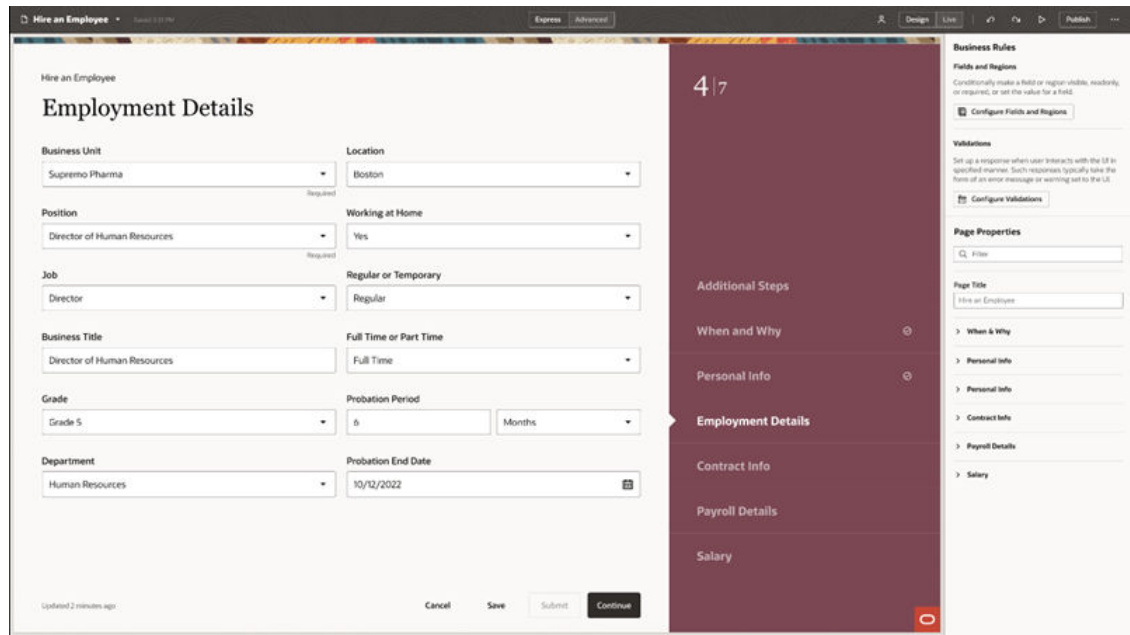 Hire an Employee
Saved 3:31 PM
Express
Advanced
Design
Live
Publish
Hire an Employee
Employment Details
Business Unit
Supremo Pharma
Required
Location
Boston
Position
Director of Human Resources
Required
Working at Home
Yes
Job
Director
Regular or Temporary
Regular
Business Title
Director of Human Resources
Full Time or Part Time
Full Time
Grade
Grade 5
Probation Period
6
Months
Department
Human Resources
Probation End Date
10/12/2022
Updated 2 minutes ago
Cancel
Save
Submit
Continue
4|7
Additional Steps
When and Why
Personal Info
Employment Details
Contract Info
Payroll Details
Salary
Business Rules
Fields and Regions
Conditionally make a field or region visible, readonly,
or required, or set the value for a field.
Configure Fields and Regions
Validations
Set up a response when user interacts with the UI in
specified manner. Such responses typically take the
form of an error message or warning set to the UI.
Configure Validations
Page Properties
Filter
Page Title
Hire an Employee
When & Why
Personal Info
Personal Info
Contract Info
Payroll Details
Salary